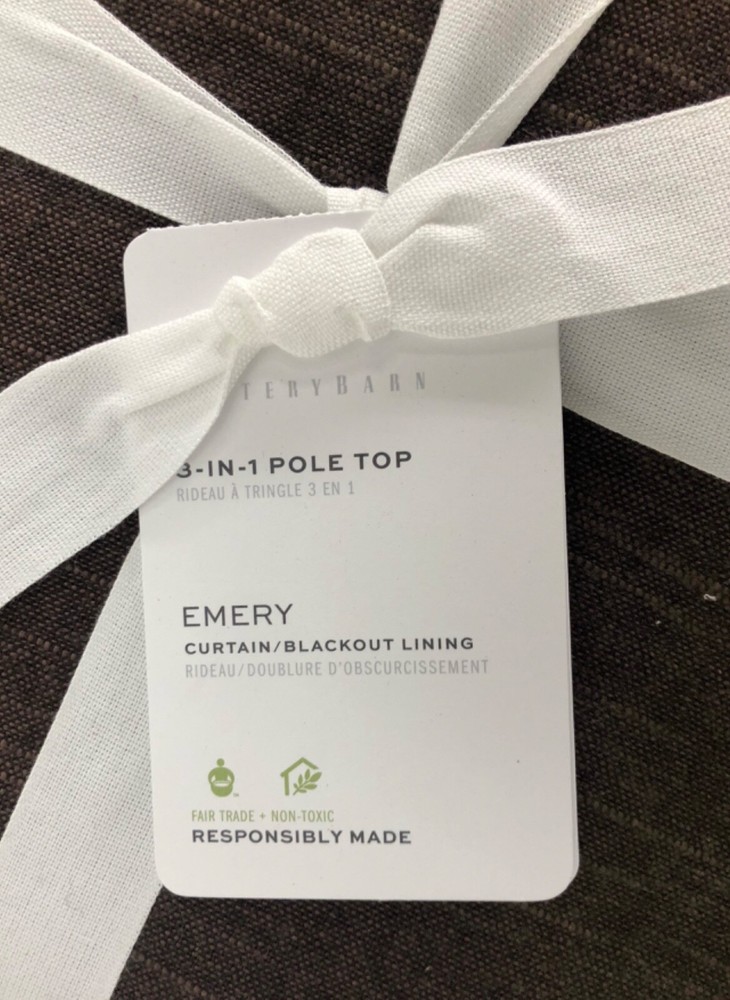 TERYBARN
3-IN-1 POLE TOP
RIDEAU À TRINGLE 3 EN 1
EMERY
CURTAIN/BLACKOUT LINING
RIDEAU/DOUBLURE D'OBSCURCISSEMENT
FAIR TRADE + NON-TOXIC
RESPONSIBLY MADE